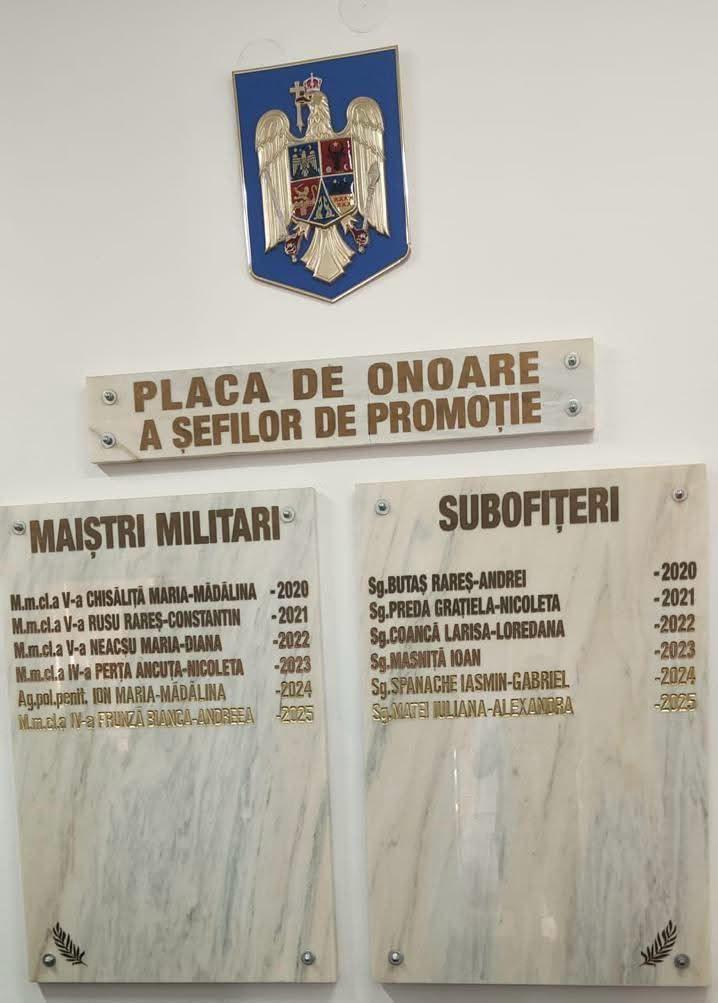 PLACA DE ONOARE
A ȘEFILOR DE PROMOȚIE
MAIȘTRI MILITARI
M.m.cl.a V-a CHISĂLIȚĂ MARIA-MĂDĂLINA -2020
M.m.cl.a V-a RUSU RAREȘ-CONSTANTIN -2021
M.m.cl.a V-a NEACȘU MARIA-DIANA -2022
M.m.cl.a IV-a PERȚA ANCUȚA-NICOLETA -2023
Ag.pol.penit. ION MARIA-MĂDĂLINA -2024
M.m.cl.a IV-a FRUNZĂ BIANCA-ANDREEA -2025
SUBOFIȚERI
Sg.BUTAȘ RAREȘ-ANDREI -2020
Sg.PREDA GRATIELA-NICOLETA -2021
Sg.COANCĂ LARISA-LOREDANA -2022
Sg.MASNIȚĂ IOAN -2023
Sg.SPANACHE IASMIN-GABRIEL -2024
Sg.MATEI IULIANA-ALEXANDRA -2025